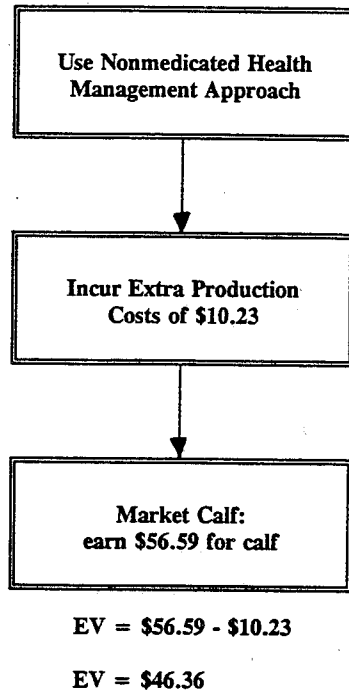 Use Nonmedicated Health
Management Approach
Incur Extra Production
Costs of $10.23
Market Calf:
earn $56.59 for calf
EV = $56.59 - $10.23
EV = $46.36